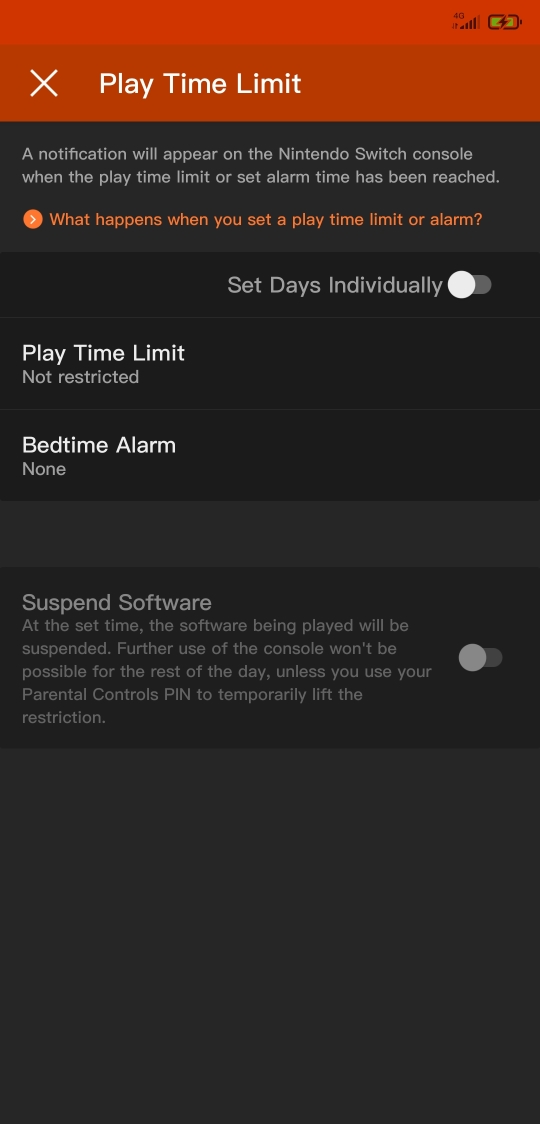 4G
Play Time Limit
A notification will appear on the Nintendo Switch console
when the play time limit or set alarm time has been reached.
What happens when you set a play time limit or alarm?
Set Days Individually
Play Time Limit
Not restricted
Bedtime Alarm
None
Suspend Software
At the set time, the software being played will be
suspended. Further use of the console won't be
possible for the rest of the day, unless you use your
Parental Controls PIN to temporarily lift the
restriction.